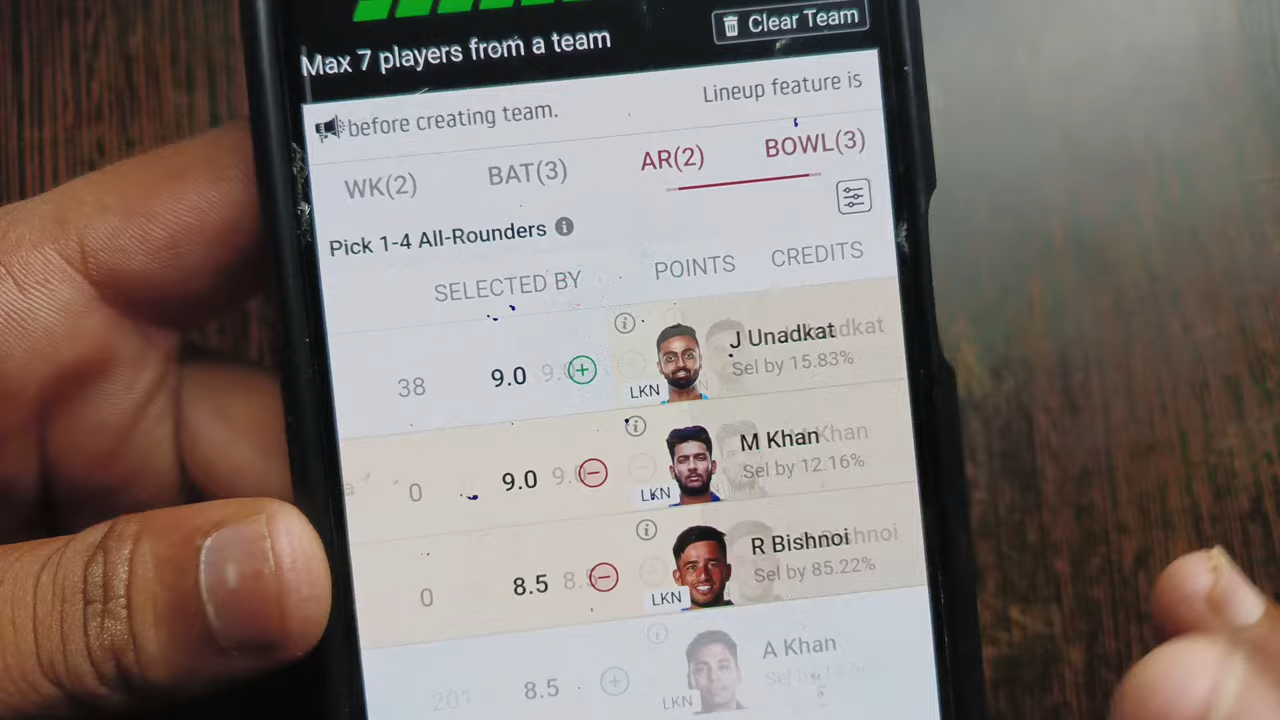 Clear Team
Max 7 players from a team
before creating team. Lineup feature is
WK(2) BAT(3) AR(2) BOWL(3)
Pick 1-4 All-Rounders
SELECTED BY POINTS CREDITS
J Unadkat
38 9.0 LKN Sel by 15.83%
M Khan
0 9.0 LKN Sel by 12.16%
R Bishnoi
0 8.5 LKN Sel by 85.22%
A Khan
201 8.5 LKN